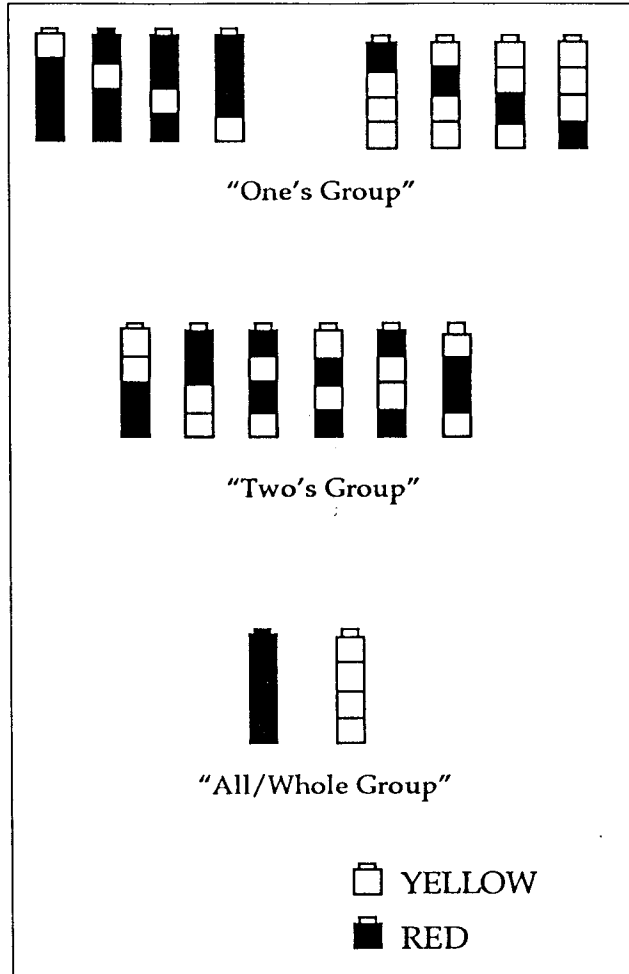 "One's Group"
"Two's Group"
"All/Whole Group"
YELLOW
RED